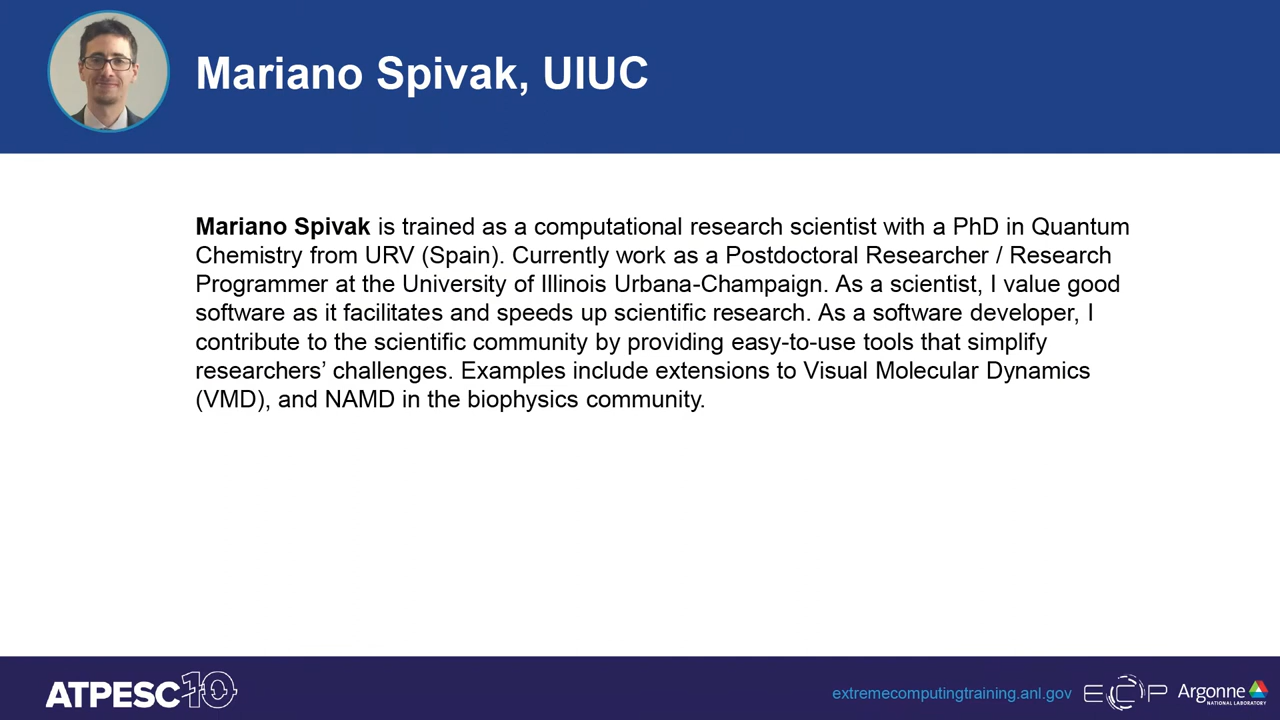 Mariano Spivak, UIUC
Mariano Spivak is trained as a computational research scientist with a PhD in Quantum
Chemistry from URV (Spain). Currently work as a Postdoctoral Researcher / Research
Programmer at the University of Illinois Urbana-Champaign. As a scientist, I value good
software as it facilitates and speeds up scientific research. As a software developer, I
contribute to the scientific community by providing easy-to-use tools that simplify
researchers’ challenges. Examples include extensions to Visual Molecular Dynamics
(VMD), and NAMD in the biophysics community.
ATPESC10
extremecomputingtraining.anl.gov
ECP
Argonne
NATIONAL LABORATORY